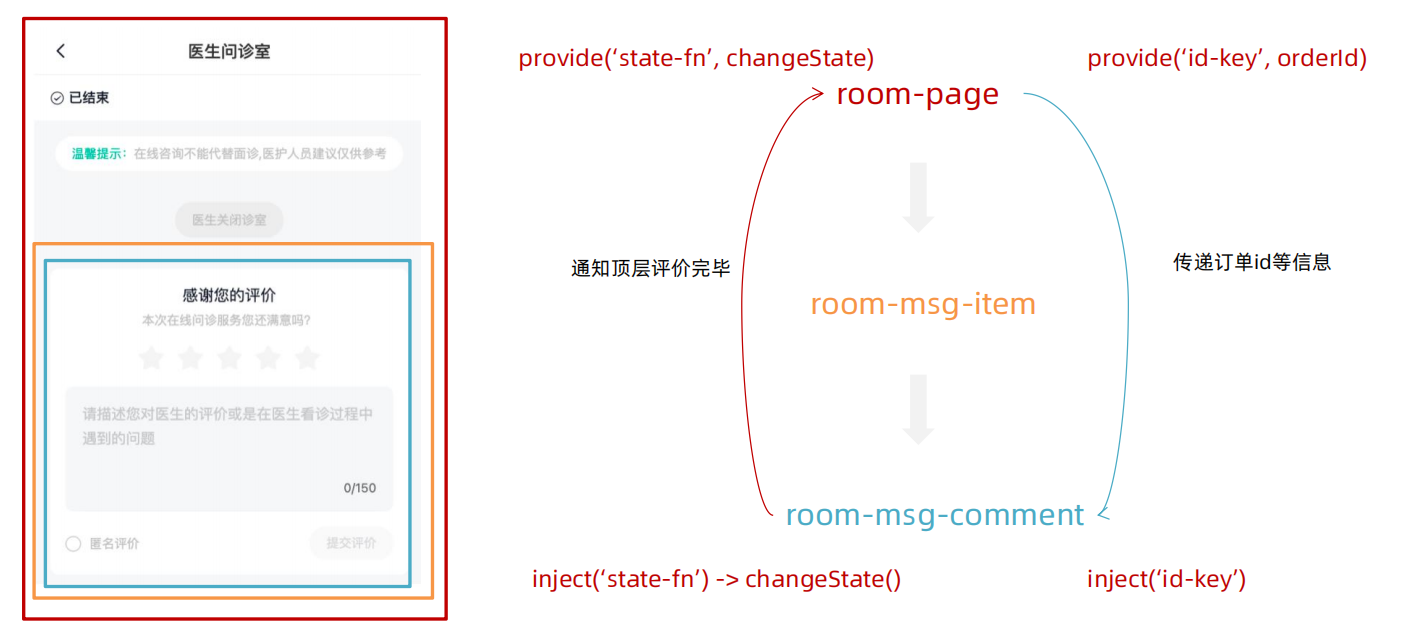 医生问诊室
已结束
温馨提示：在线咨询不能代替面诊,医护人员建议仅供参考
医生关闭诊室
感谢您的评价
本次在线问诊服务您还满意吗?
请描述您对医生的评价或是在医生看诊过程中
遇到的问题
0/150
匿名评价
提交评价
provide(‘state-fn’, changeState)
provide(‘id-key’, orderId)
room-page
通知顶层评价完毕
传递订单id等信息
room-msg-item
room-msg-comment
inject(‘state-fn’) -> changeState()
inject(‘id-key’)